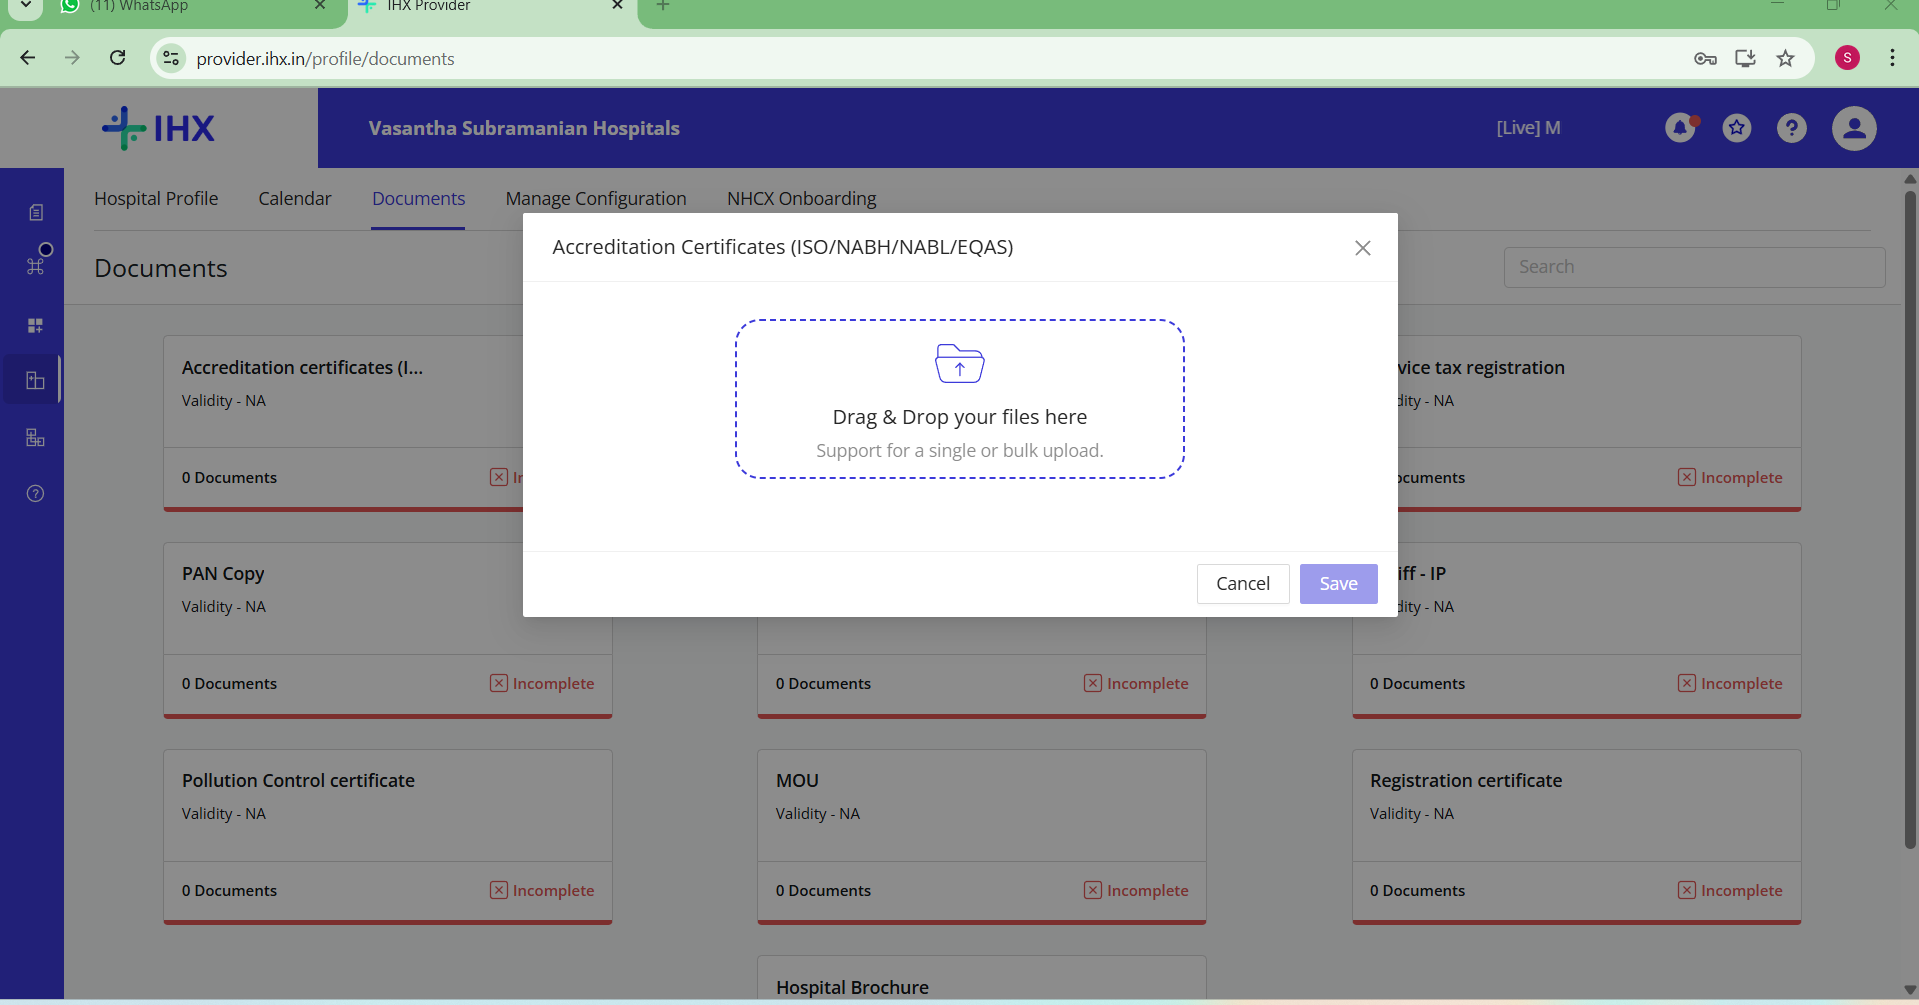 (11) WhatsApp
IHX Provider
provider.ihx.in/profile/documents
S
IHX
Vasantha Subramanian Hospitals
[Live] M
Hospital Profile
Calendar
Documents
Manage Configuration
NHCX Onboarding
Documents
Search
Accreditation Certificates (ISO/NABH/NABL/EQAS)
Drag & Drop your files here
Support for a single or bulk upload.
Cancel
Save
Accreditation certificates (I...
Validity - NA
0 Documents
vice tax registration
dity - NA
ocuments
Incomplete
PAN Copy
Validity - NA
0 Documents
Incomplete
0 Documents
Incomplete
iff - IP
dity - NA
0 Documents
Incomplete
Pollution Control certificate
Validity - NA
0 Documents
Incomplete
MOU
Validity - NA
0 Documents
Incomplete
Registration certificate
Validity - NA
0 Documents
Incomplete
Hospital Brochure